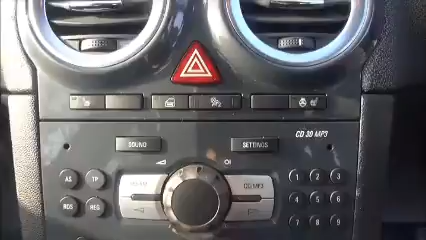 CD 30 MP3
SOUND
SETTINGS
AS TP
CD/MP3
RDS REG
1 2 3
4 5 6
7 8 9